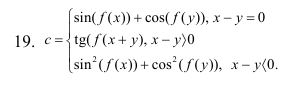 sin(f(x)) + cos(f(y)), x − y = 0
19. c = { tg(f(x + y), x − y⟩0
sin²(f(x)) + cos²(f(y)), x − y⟨0.